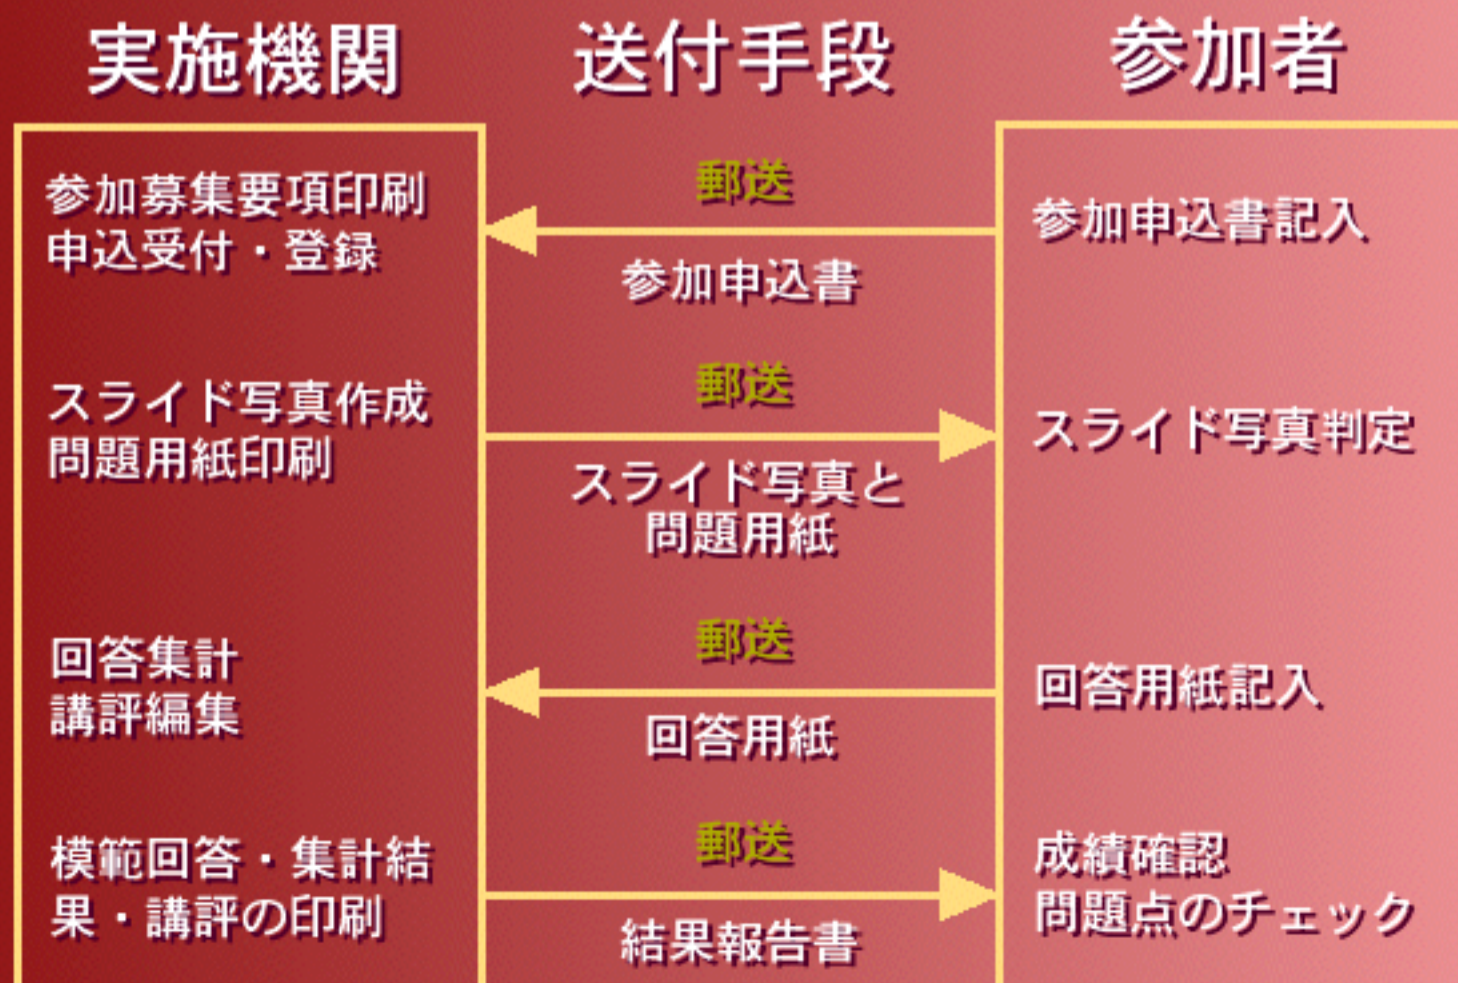 実施機関
送付手段
参加者
参加募集要項印刷
申込受付・登録
郵送
参加申込書
参加申込書記入
スライド写真作成
問題用紙印刷
郵送
スライド写真と
問題用紙
スライド写真判定
回答集計
講評編集
郵送
回答用紙
回答用紙記入
模範回答・集計結
果・講評の印刷
郵送
結果報告書
成績確認
問題点のチェック